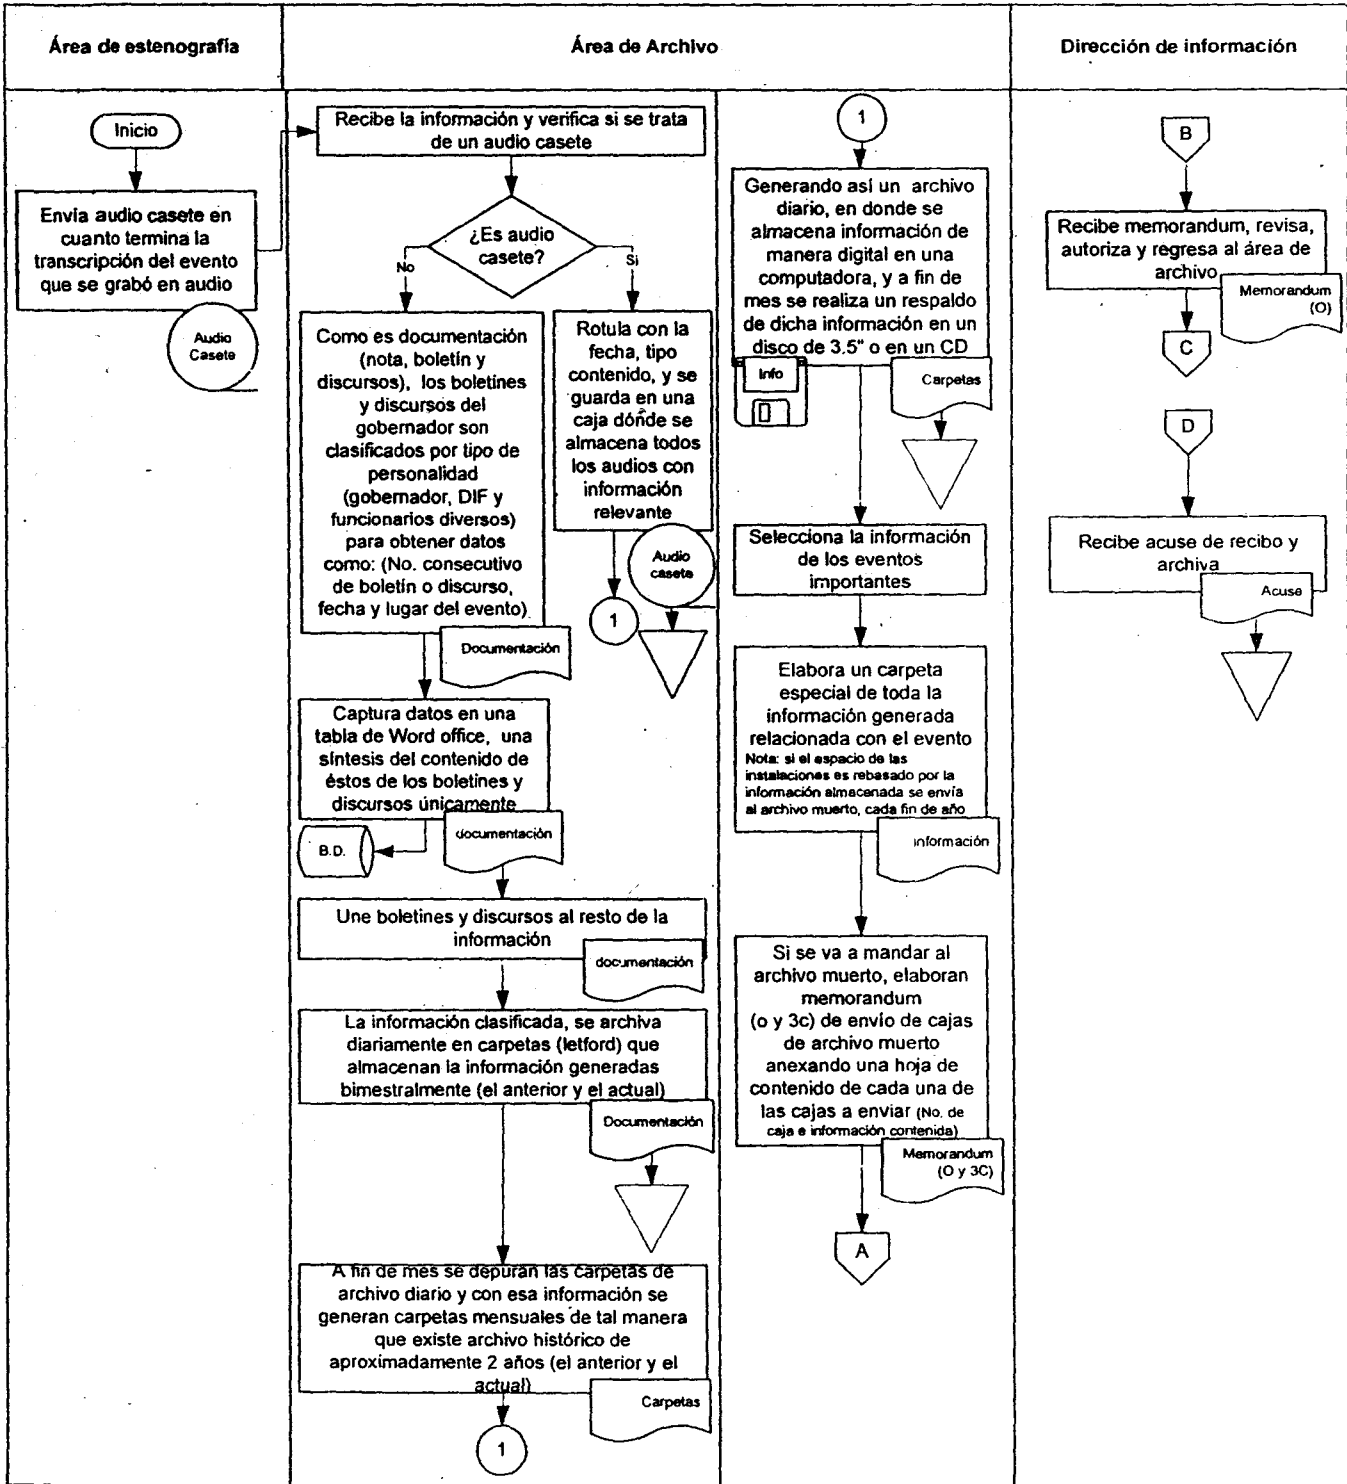 Área de estenografía
Área de Archivo
Dirección de información
Inicio
Envía audio casete en
cuanto termina la
transcripción del evento
que se grabó en audio
Audio
Casete
Recibe la información y verifica si se trata
de un audio casete
¿Es audio
casete?
No
Si
Como es documentación
(nota, boletín y
discursos), los boletines
y discursos del
gobernador son
clasificados por tipo de
personalidad
(gobernador, DIF y
funcionarios diversos)
para obtener datos
como: (No. consecutivo
de boletín o discurso,
fecha y lugar del evento)
Documentación
Rotula con la
fecha, tipo
contenido, y se
guarda en una
caja dónde se
almacena todos
los audios con
información
relevante
Audio
casete
1
Captura datos en una
tabla de Word office, una
síntesis del contenido de
éstos de los boletines y
discursos únicamente
documentación
B.D.
Une boletines y discursos al resto de la
información
documentación
La información clasificada, se archiva
diariamente en carpetas (letford) que
almacenan la información generadas
bimestralmente (el anterior y el actual)
Documentación
A fin de mes se depuran las carpetas de
archivo diario y con esa información se
generan carpetas mensuales de tal manera
que existe archivo histórico de
aproximadamente 2 años (el anterior y el
actual)
Carpetas
1
1
Generando así un archivo
diario, en donde se
almacena información de
manera digital en una
computadora, y a fin de
mes se realiza un respaldo
de dicha información en un
disco de 3.5" o en un CD
Info
Carpetas
Selecciona la información
de los eventos
importantes
Elabora un carpeta
especial de toda la
información generada
relacionada con el evento
Nota: si el espacio de las
instalaciones es rebasado por la
información almacenada se envía
al archivo muerto, cada fin de año
información
Si se va a mandar al
archivo muerto, elaboran
memorandum
(o y 3c) de envío de cajas
de archivo muerto
anexando una hoja de
contenido de cada una de
las cajas a enviar (No. de
caja e información contenida)
Memorandum
(O y 3C)
A
B
Recibe memorandum, revisa,
autoriza y regresa al área de
archivo
Memorandum
(O)
C
D
Recibe acuse de recibo y
archiva
Acuse